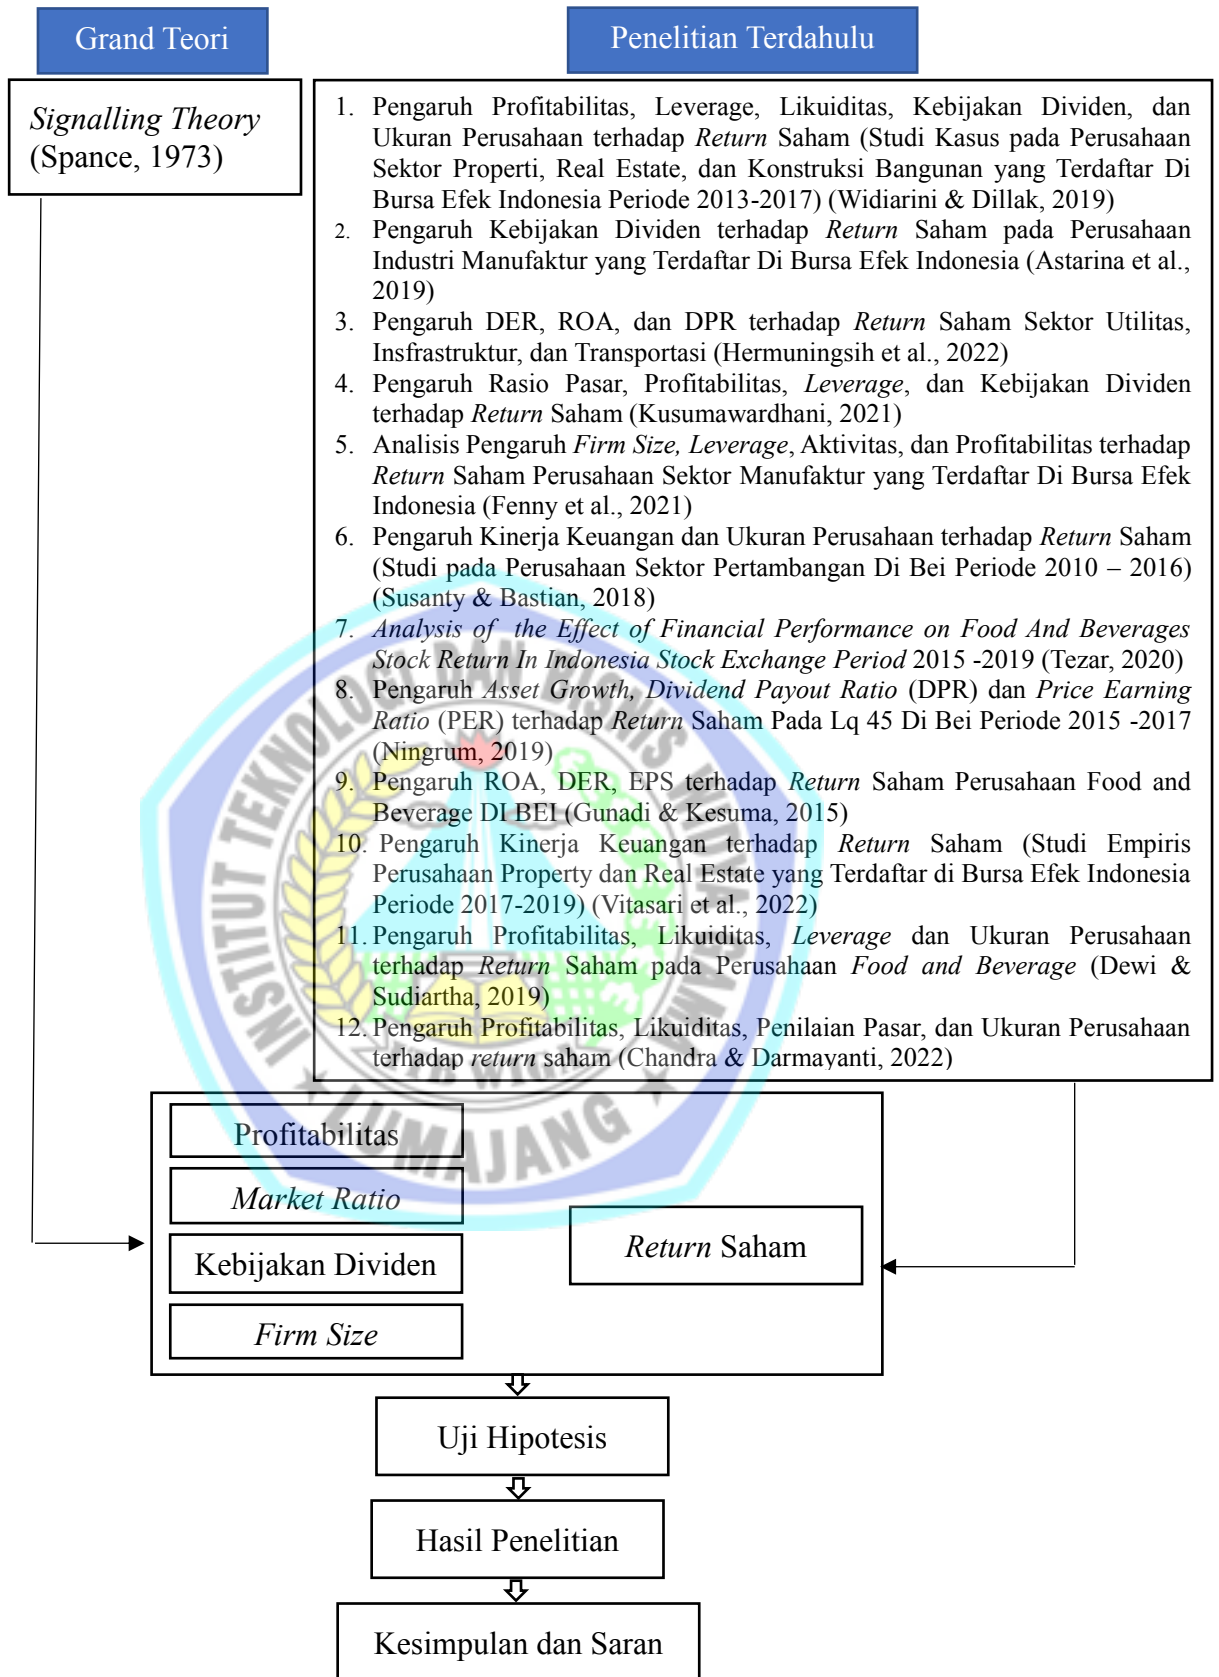 Grand Teori
Penelitian Terdahulu
Signalling Theory
(Spance, 1973)
1. Pengaruh Profitabilitas, Leverage, Likuiditas, Kebijakan Dividen, dan
Ukuran Perusahaan terhadap Return Saham (Studi Kasus pada Perusahaan
Sektor Properti, Real Estate, dan Konstruksi Bangunan yang Terdaftar Di
Bursa Efek Indonesia Periode 2013-2017) (Widiarini & Dillak, 2019)
2. Pengaruh Kebijakan Dividen terhadap Return Saham pada Perusahaan
Industri Manufaktur yang Terdaftar Di Bursa Efek Indonesia (Astarina et al.,
2019)
3. Pengaruh DER, ROA, dan DPR terhadap Return Saham Sektor Utilitas,
Insfrastruktur, dan Transportasi (Hermuningsih et al., 2022)
4. Pengaruh Rasio Pasar, Profitabilitas, Leverage, dan Kebijakan Dividen
terhadap Return Saham (Kusumawardhani, 2021)
5. Analisis Pengaruh Firm Size, Leverage, Aktivitas, dan Profitabilitas terhadap
Return Saham Perusahaan Sektor Manufaktur yang Terdaftar Di Bursa Efek
Indonesia (Fenny et al., 2021)
6. Pengaruh Kinerja Keuangan dan Ukuran Perusahaan terhadap Return Saham
(Studi pada Perusahaan Sektor Pertambangan Di Bei Periode 2010 – 2016)
(Susanty & Bastian, 2018)
7. Analysis of the Effect of Financial Performance on Food And Beverages
Stock Return In Indonesia Stock Exchange Period 2015 -2019 (Tezar, 2020)
8. Pengaruh Asset Growth, Dividend Payout Ratio (DPR) dan Price Earning
Ratio (PER) terhadap Return Saham Pada Lq 45 Di Bei Periode 2015 -2017
(Ningrum, 2019)
9. Pengaruh ROA, DER, EPS terhadap Return Saham Perusahaan Food and
Beverage DI BEI (Gunadi & Kesuma, 2015)
10. Pengaruh Kinerja Keuangan terhadap Return Saham (Studi Empiris
Perusahaan Property dan Real Estate yang Terdaftar di Bursa Efek Indonesia
Periode 2017-2019) (Vitasari et al., 2022)
11. Pengaruh Profitabilitas, Likuiditas, Leverage dan Ukuran Perusahaan
terhadap Return Saham pada Perusahaan Food and Beverage (Dewi &
Sudiartha, 2019)
12. Pengaruh Profitabilitas, Likuiditas, Penilaian Pasar, dan Ukuran Perusahaan
terhadap return saham (Chandra & Darmayanti, 2022)
INSTITUT TEKNOLOGI DAN BISNIS WIDYA GAMA
ITB WIGA
LUMAJANG
Profitabilitas
Market Ratio
Kebijakan Dividen
Firm Size
Return Saham
Uji Hipotesis
Hasil Penelitian
Kesimpulan dan Saran